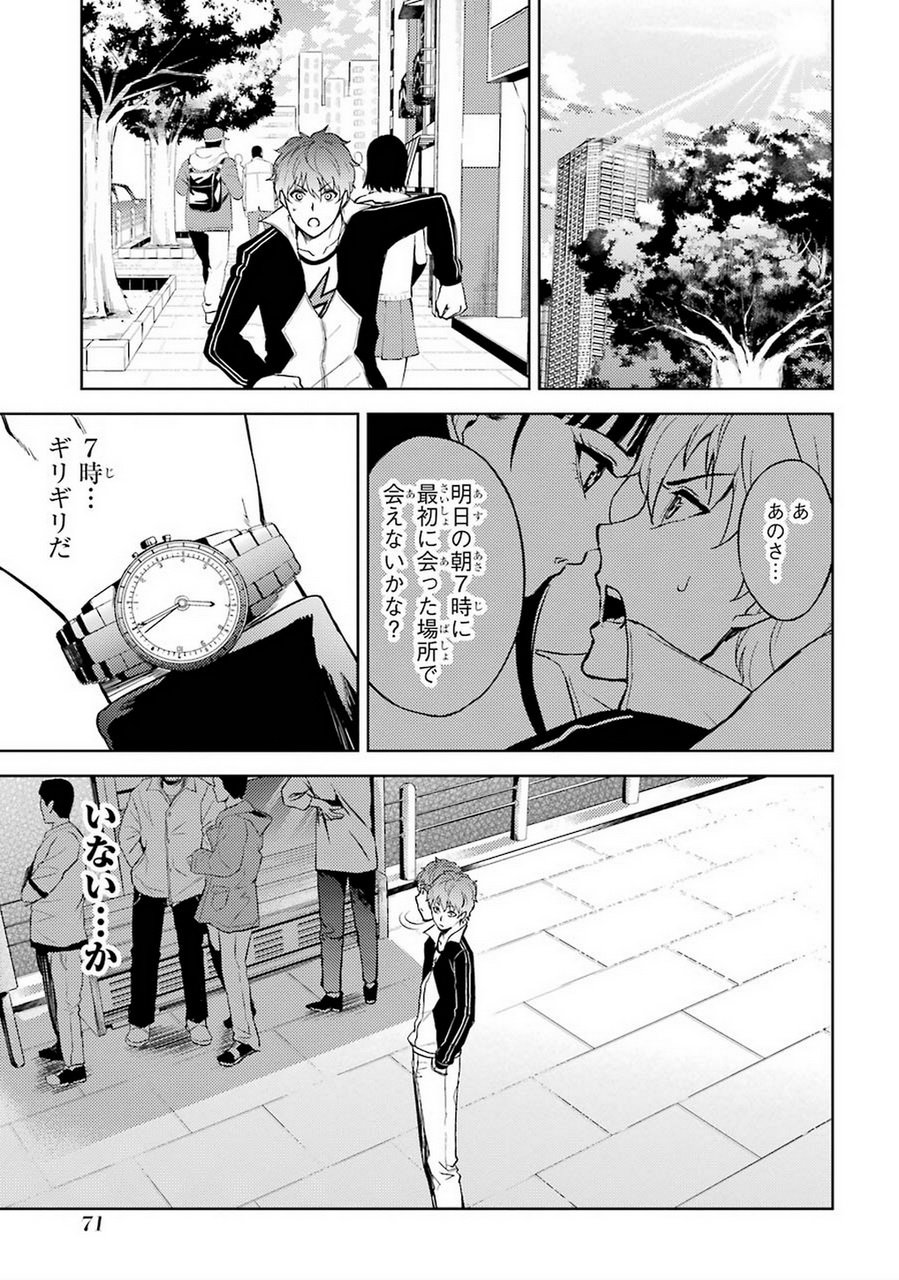 あ
あのさ…
明日の朝7時に
最初に会った場所で
会えないかな?
7時…
ギリギリだ
いない…か
71